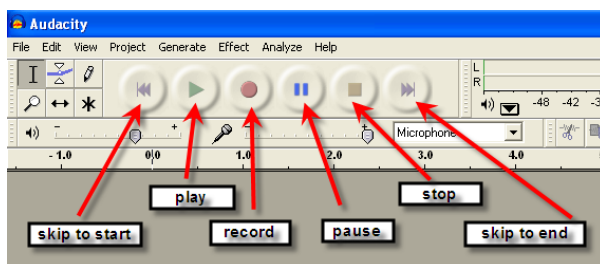 Audacity
File Edit View Project Generate Effect Analyze Help
L
R
-48 -42 -3
Microphone
- 1.0 0.0 1.0 2.0 3.0 4.0
play
stop
skip to start
record
pause
skip to end